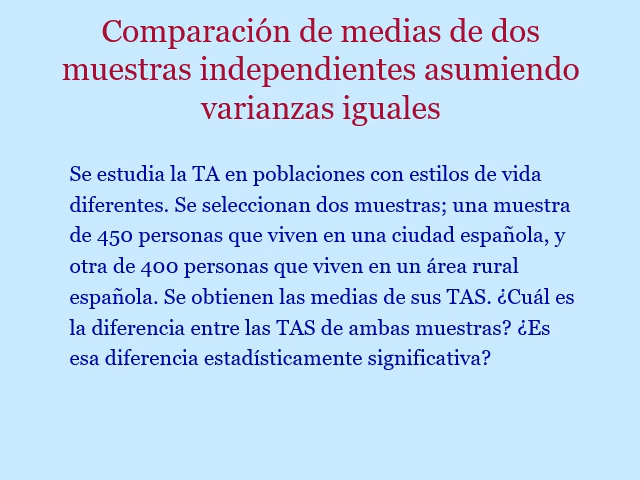 Comparación de medias de dos
muestras independientes asumiendo
varianzas iguales
Se estudia la TA en poblaciones con estilos de vida
diferentes. Se seleccionan dos muestras; una muestra
de 450 personas que viven en una ciudad española, y
otra de 400 personas que viven en un área rural
española. Se obtienen las medias de sus TAS. ¿Cuál es
la diferencia entre las TAS de ambas muestras? ¿Es
esa diferencia estadísticamente significativa?